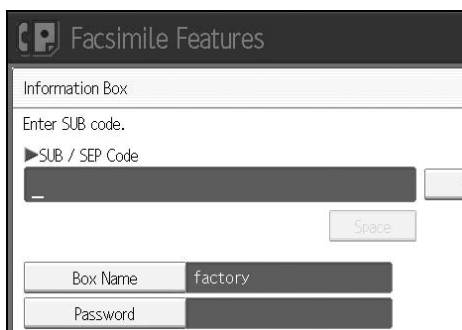 Facsimile Features
Information Box
Enter SUB code.
▶SUB / SEP Code
_
Space
Box Name factory
Password